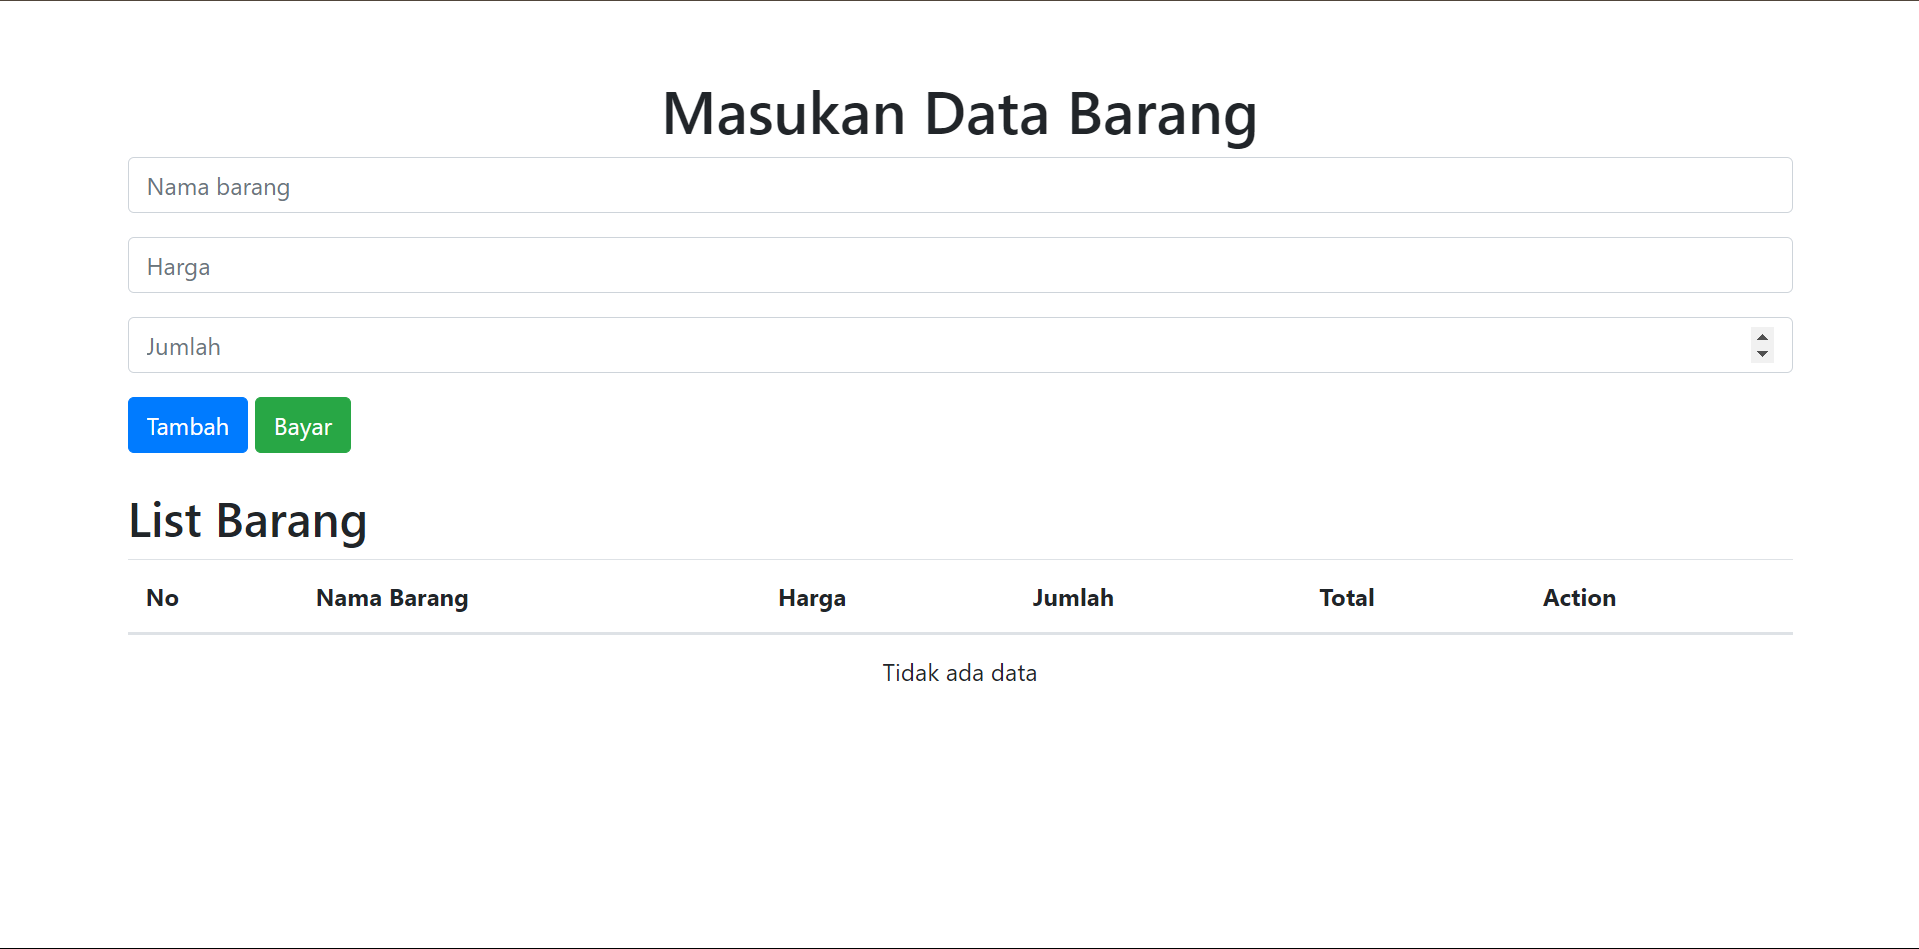 Masukan Data Barang
Nama barang
Harga
Jumlah
Tambah Bayar
List Barang
No Nama Barang Harga Jumlah Total Action
Tidak ada data